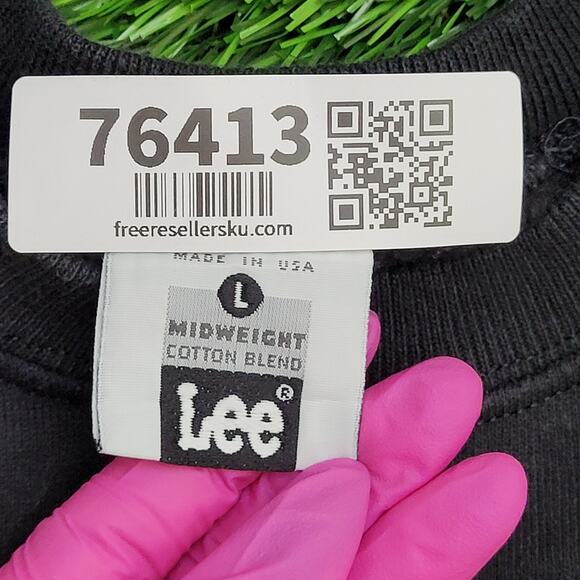 76413
freeresellersku.com
MADE IN USA
L
MIDWEIGHT
COTTON BLEND
Lee®